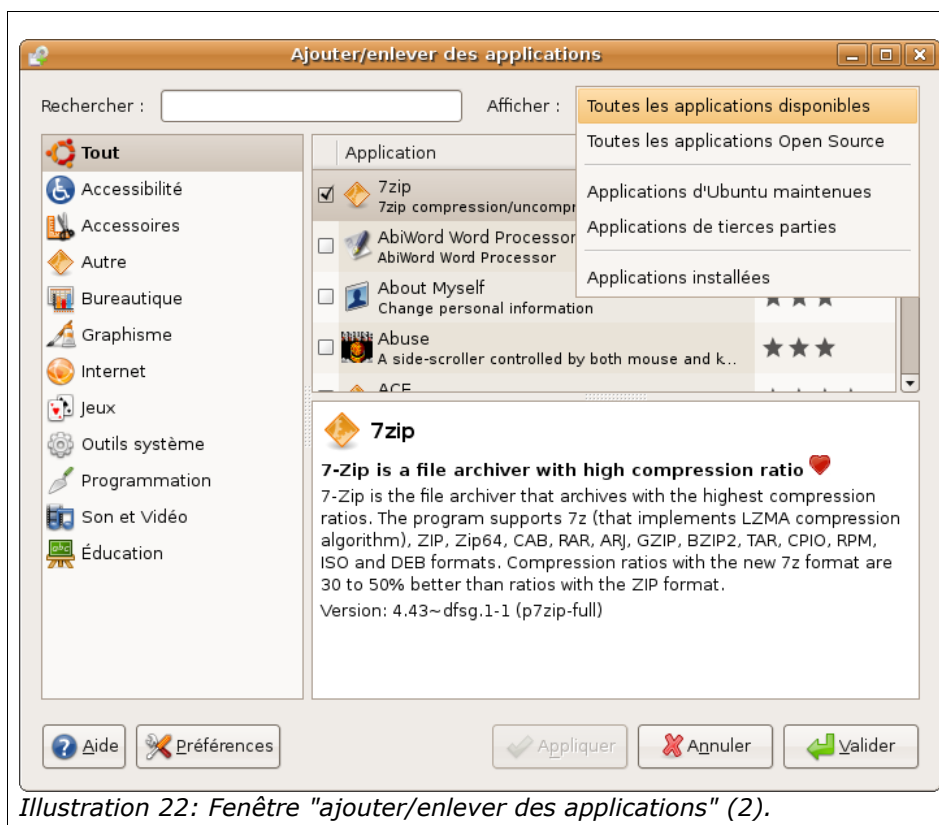 Ajouter/enlever des applications
Rechercher :
Afficher :
Toutes les applications disponibles
Toutes les applications Open Source
Applications d'Ubuntu maintenues
Applications de tierces parties
Applications installées
Tout
Accessibilité
Accessoires
Autre
Bureautique
Graphisme
Internet
Jeux
Outils système
Programmation
Son et Vidéo
Éducation
Application
7zip
7zip compression/uncompr
AbiWord Word Processor
AbiWord Word Processor
About Myself
Change personal information
Abuse
A side-scroller controlled by both mouse and k...
ACE
7zip
7-Zip is a file archiver with high compression ratio
7-Zip is the file archiver that archives with the highest compression
ratios. The program supports 7z (that implements LZMA compression
algorithm), ZIP, Zip64, CAB, RAR, ARJ, GZIP, BZIP2, TAR, CPIO, RPM,
ISO and DEB formats. Compression ratios with the new 7z format are
30 to 50% better than ratios with the ZIP format.
Version: 4.43~dfsg.1-1 (p7zip-full)
Aide
Préférences
Appliquer
Annuler
Valider
Illustration 22: Fenêtre "ajouter/enlever des applications" (2).